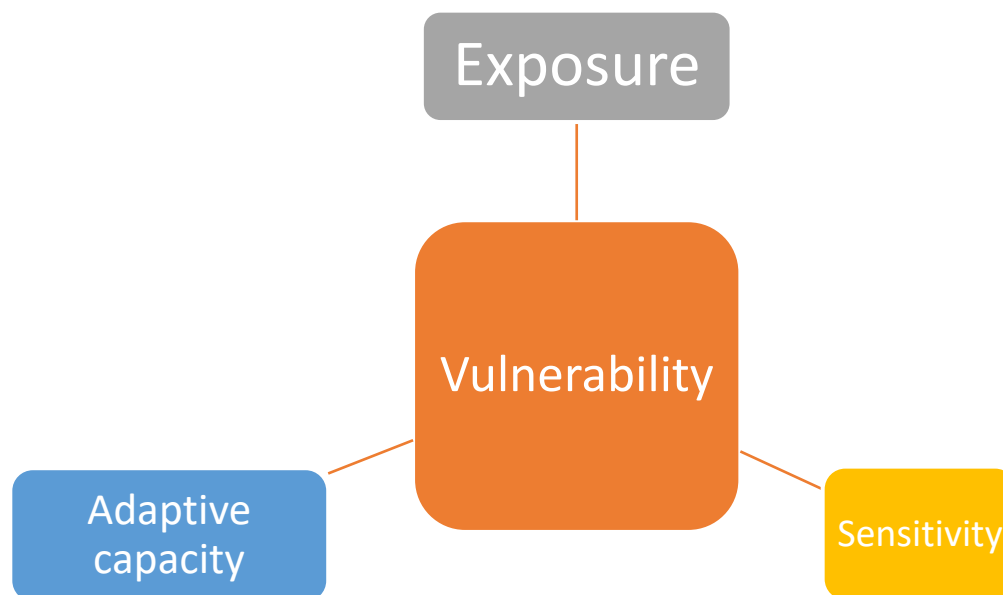 Exposure
Vulnerability
Adaptive
capacity
Sensitivity